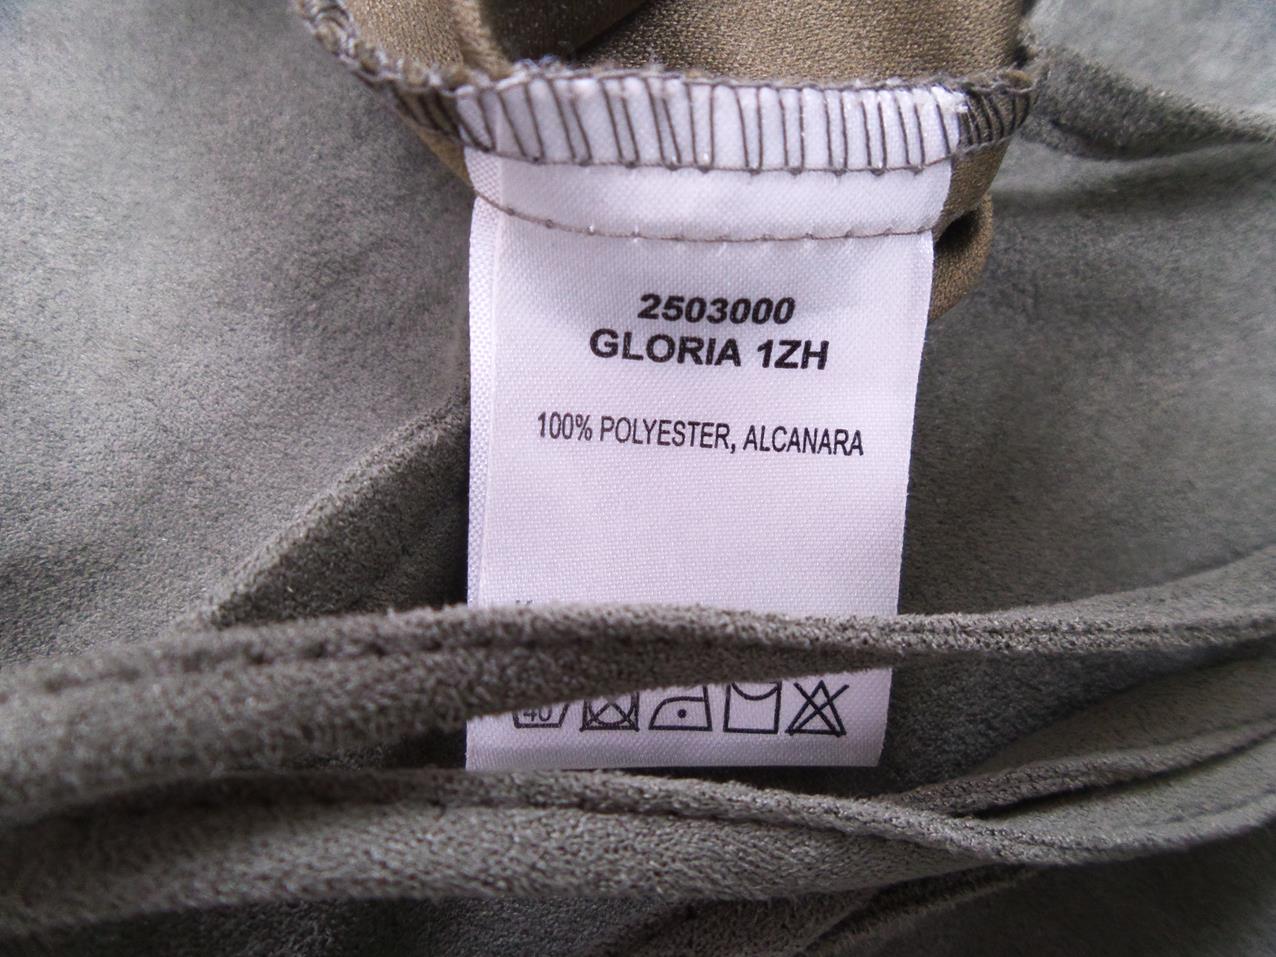 2503000
GLORIA 1ZH
100% POLYESTER, ALCANARA
40